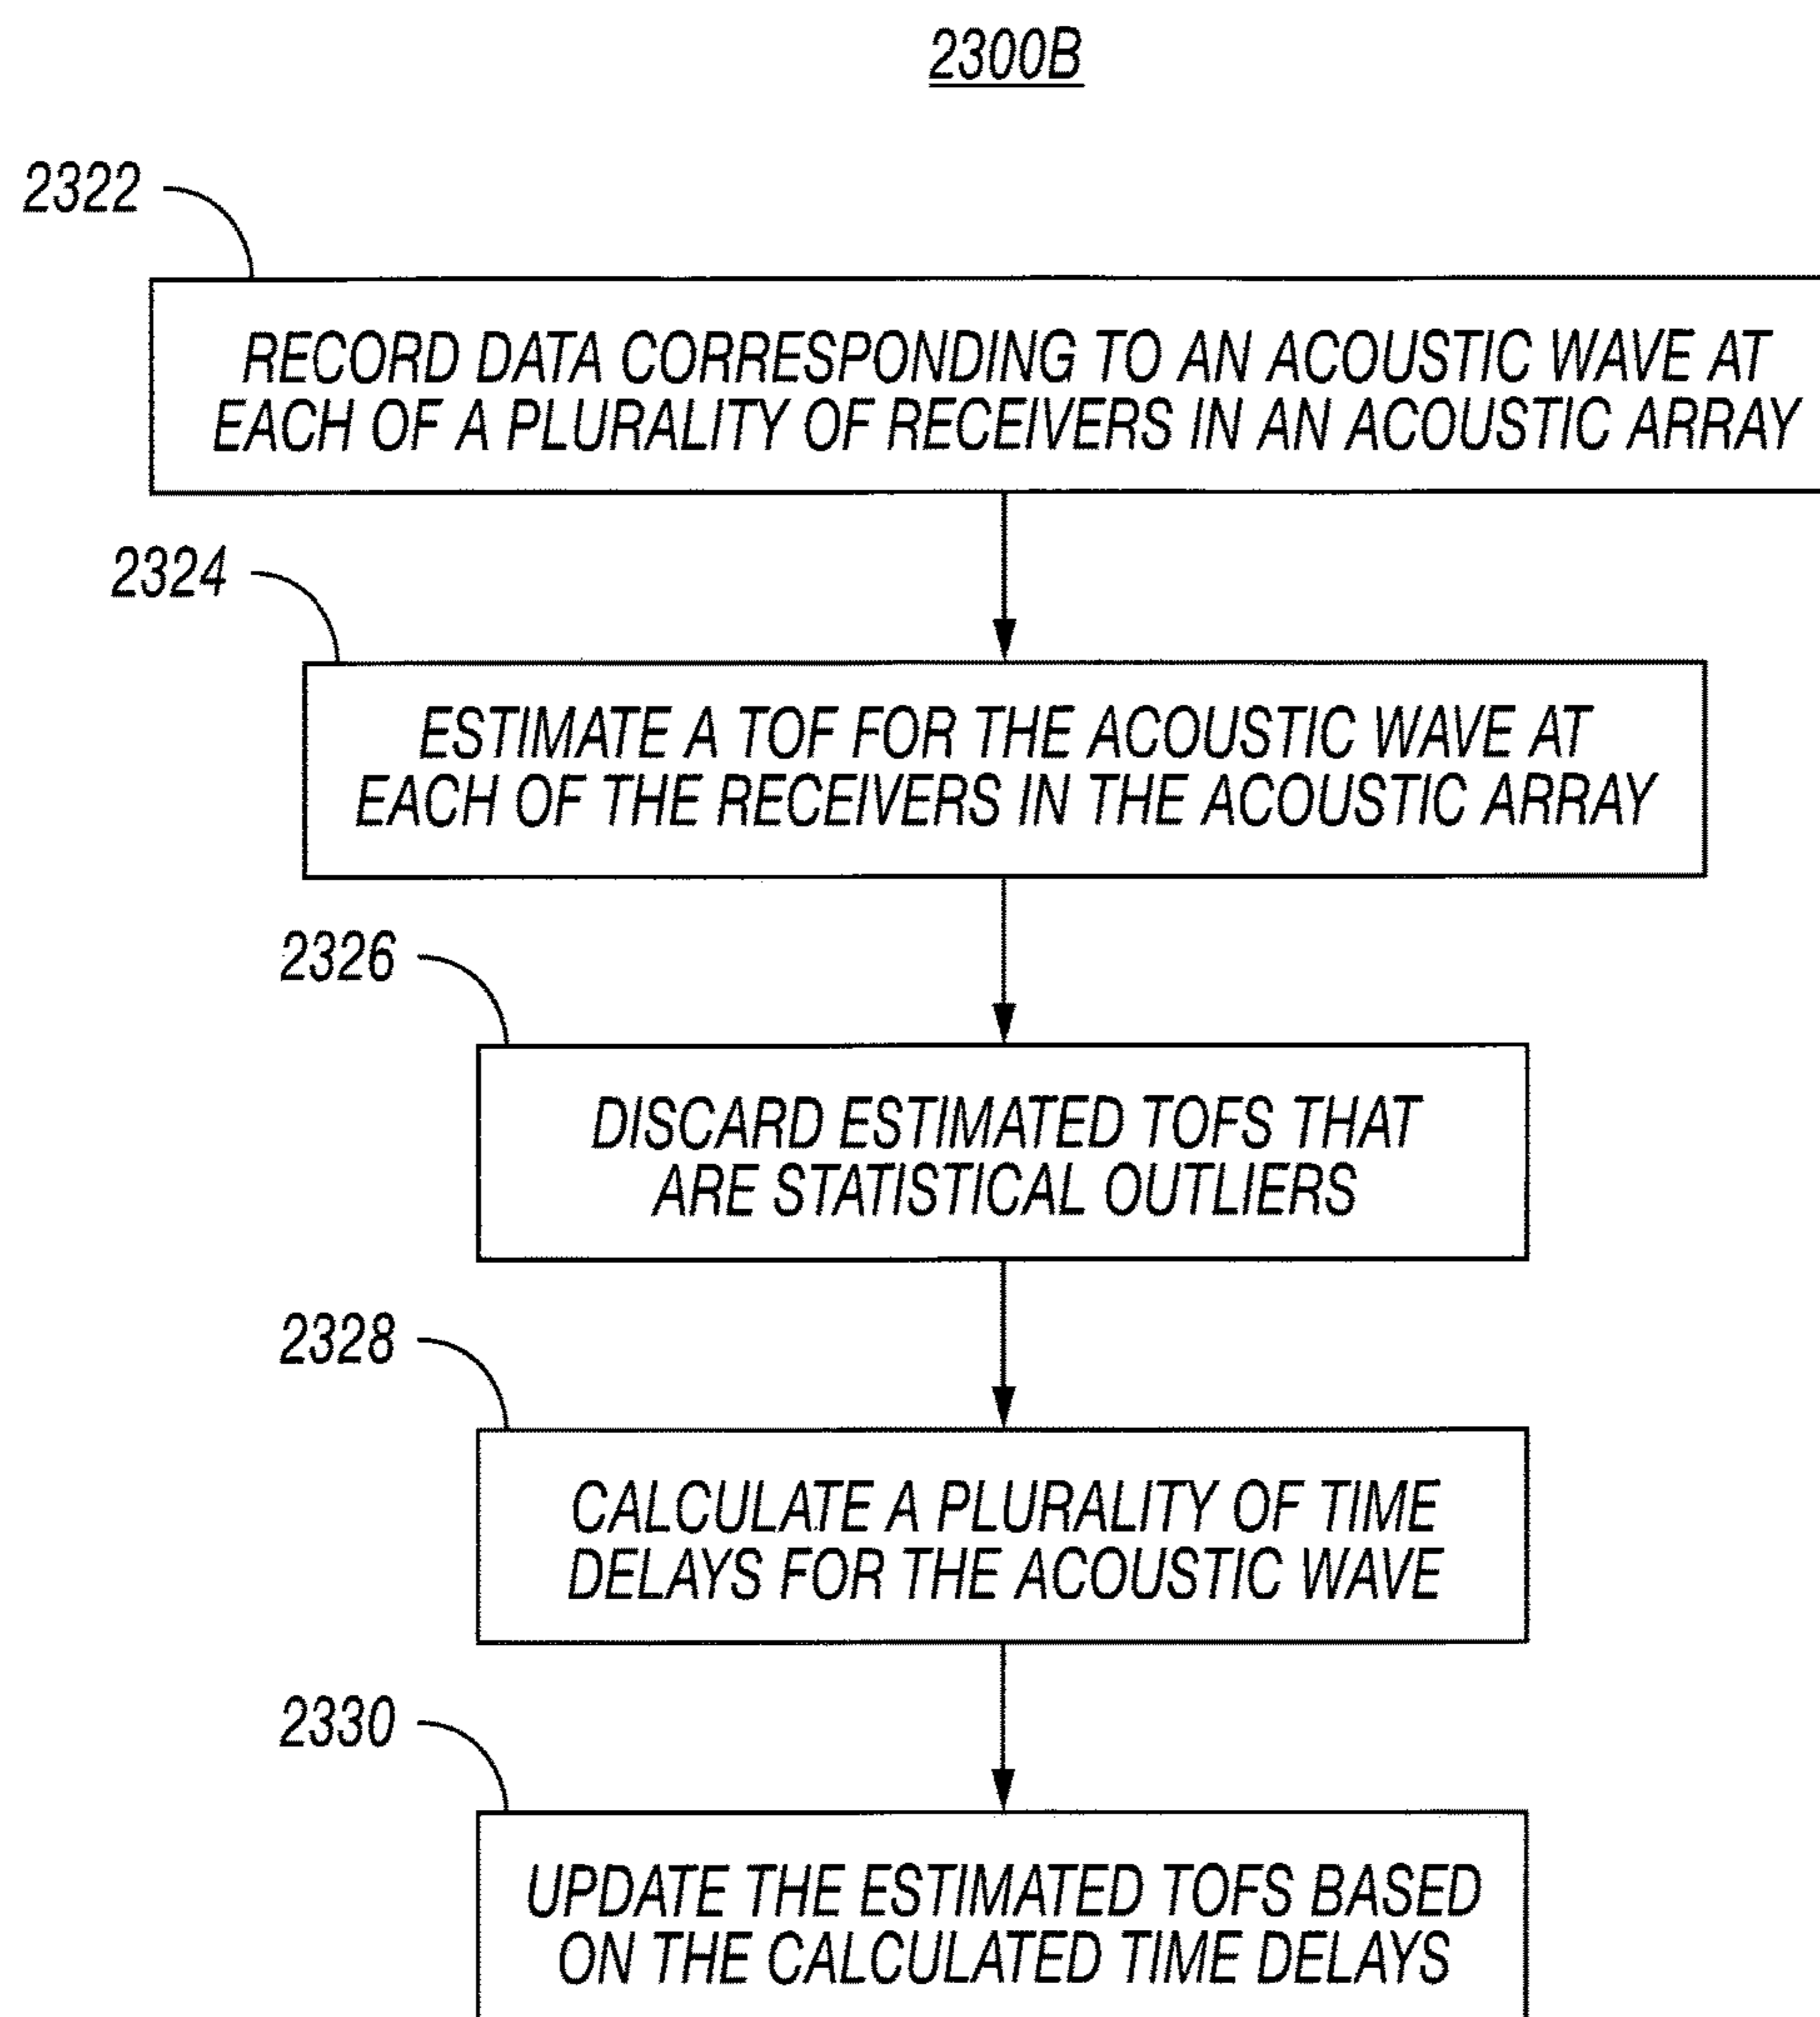 2300B
2322
RECORD DATA CORRESPONDING TO AN ACOUSTIC WAVE AT
EACH OF A PLURALITY OF RECEIVERS IN AN ACOUSTIC ARRAY
2324
ESTIMATE A TOF FOR THE ACOUSTIC WAVE AT
EACH OF THE RECEIVERS IN THE ACOUSTIC ARRAY
2326
DISCARD ESTIMATED TOFS THAT
ARE STATISTICAL OUTLIERS
2328
CALCULATE A PLURALITY OF TIME
DELAYS FOR THE ACOUSTIC WAVE
2330
UPDATE THE ESTIMATED TOFS BASED
ON THE CALCULATED TIME DELAYS